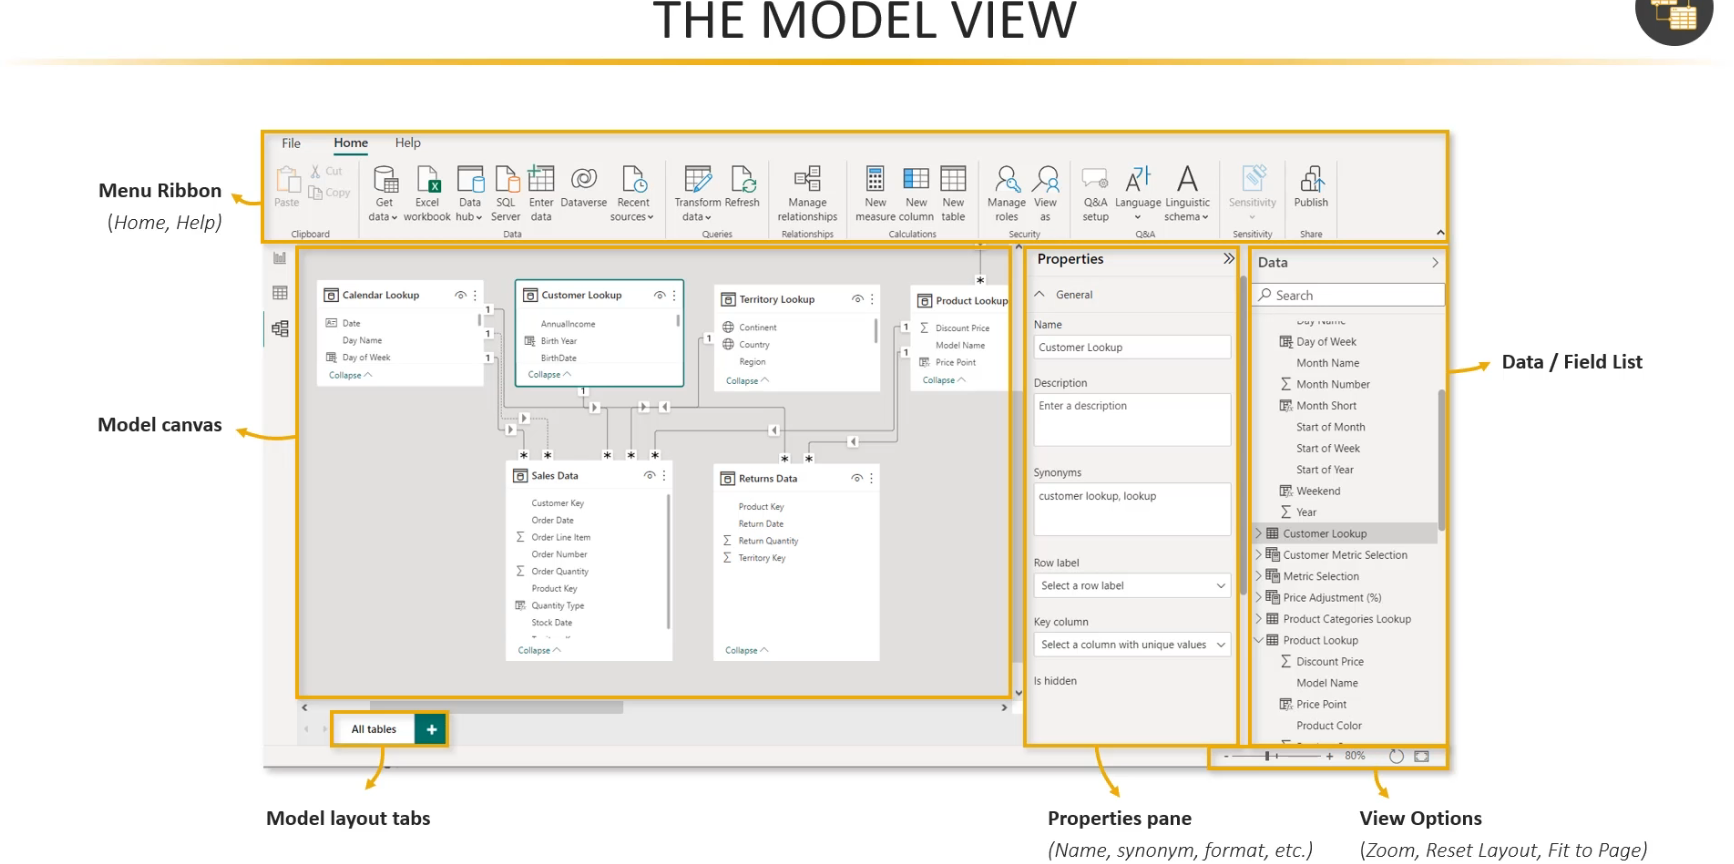 THE MODEL VIEW
File Home Help
Paste
Cut
Copy
Get data
Excel workbook
Data hub
SQL Server
Enter data
Dataverse
Recent sources
Transform data
Refresh
Manage relationships
New measure
New column
New table
Manage roles
View as
Q&A setup
Language
Linguistic schema
Sensitivity
Publish
Clipboard
Data
Queries
Relationships
Calculations
Security
Q&A
Sensitivity
Share
Menu Ribbon
(Home, Help)
Model canvas
Calendar Lookup
Date
Day Name
Day of Week
Collapse
Customer Lookup
AnnualIncome
Birth Year
BirthDate
Collapse
Territory Lookup
Continent
Country
Region
Collapse
Product Lookup
Discount Price
Model Name
Price Point
Collapse
1
1
1
1
1
1
1
* * * * * * * *
Sales Data
Customer Key
Order Date
Order Line Item
Order Number
Order Quantity
Product Key
Quantity Type
Stock Date
Collapse
Returns Data
Product Key
Return Date
Return Quantity
Territory Key
Collapse
All tables +
Model layout tabs
Properties
General
Name
Customer Lookup
Description
Enter a description
Synonyms
customer lookup, lookup
Row label
Select a row label
Key column
Select a column with unique values
Is hidden
Properties pane
(Name, synonym, format, etc.)
Data
Search
Day Name
Day of Week
Month Name
Month Number
Month Short
Start of Month
Start of Week
Start of Year
Weekend
Year
Customer Lookup
Customer Metric Selection
Metric Selection
Price Adjustment (%)
Product Categories Lookup
Product Lookup
Discount Price
Model Name
Price Point
Product Color
- + 80%
Data / Field List
View Options
(Zoom, Reset Layout, Fit to Page)